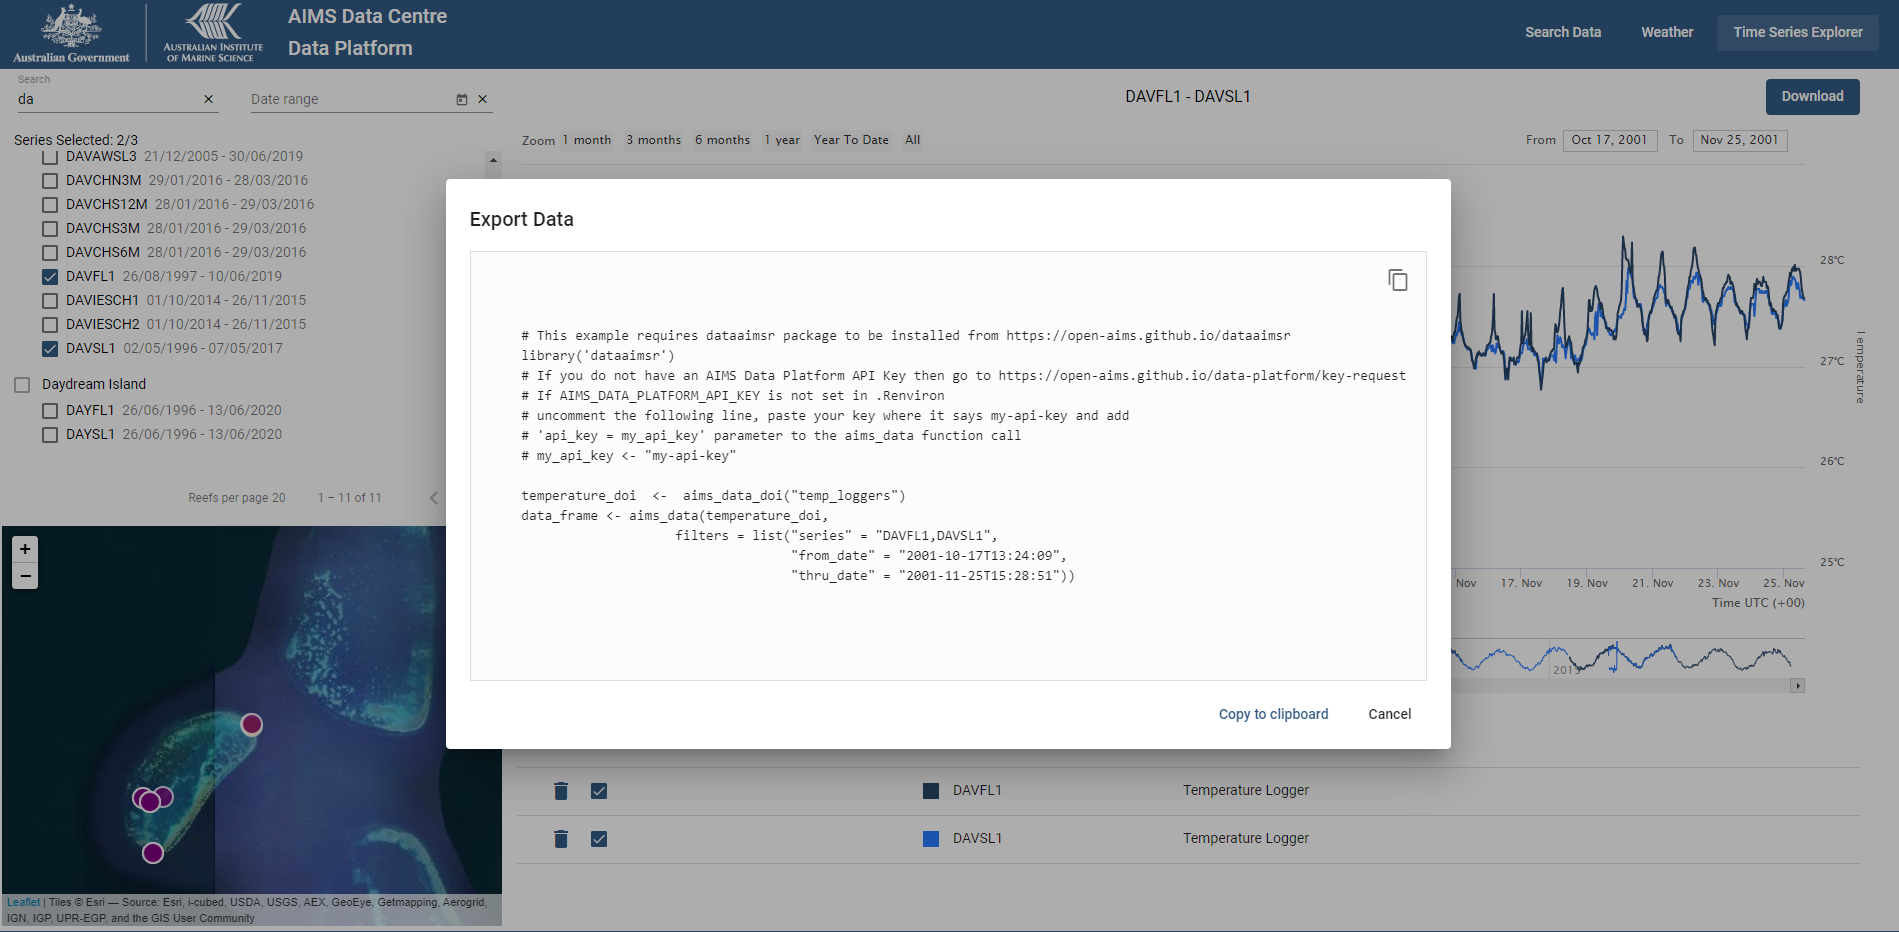 Australian Government
AUSTRALIAN INSTITUTE
OF MARINE SCIENCE
AIMS Data Centre
Data Platform
Search Data
Weather
Time Series Explorer
Search
da
Date range
Series Selected: 2/3
DAVAWSL3 21/12/2005 - 30/06/2019
DAVCHN3M 29/01/2016 - 28/03/2016
DAVCHS12M 28/01/2016 - 29/03/2016
DAVCHS3M 28/01/2016 - 29/03/2016
DAVCHS6M 28/01/2016 - 29/03/2016
DAVFL1 26/08/1997 - 10/06/2019
DAVIESCH1 01/10/2014 - 26/11/2015
DAVIESCH2 01/10/2014 - 26/11/2015
DAVSL1 02/05/1996 - 07/05/2017
Daydream Island
DAYFL1 26/06/1996 - 13/06/2020
DAYSL1 26/06/1996 - 13/06/2020
Reefs per page 20
1 – 11 of 11
+
−
Leaflet | Tiles © Esri — Source: Esri, i-cubed, USDA, USGS, AEX, GeoEye, Getmapping, Aerogrid,
IGN, IGP, UPR-EGP, and the GIS User Community
DAVFL1 - DAVSL1
Download
Zoom 1 month 3 months 6 months 1 year Year To Date All
From Oct 17, 2001 To Nov 25, 2001
Export Data
# This example requires dataaimsr package to be installed from https://open-aims.github.io/dataaimsr
library('dataaimsr')
# If you do not have an AIMS Data Platform API Key then go to https://open-aims.github.io/data-platform/key-request
# If AIMS_DATA_PLATFORM_API_KEY is not set in .Renviron
# uncomment the following line, paste your key where it says my-api-key and add
# 'api_key = my_api_key' parameter to the aims_data function call
# my_api_key <- "my-api-key"
temperature_doi <- aims_data_doi("temp_loggers")
data_frame <- aims_data(temperature_doi,
filters = list("series" = "DAVFL1,DAVSL1",
"from_date" = "2001-10-17T13:24:09",
"thru_date" = "2001-11-25T15:28:51"))
Copy to clipboard
Cancel
28°C
27°C
26°C
25°C
Temperature
Nov 17. Nov 19. Nov 21. Nov 23. Nov 25. Nov
Time UTC (+00)
DAVFL1 Temperature Logger
DAVSL1 Temperature Logger